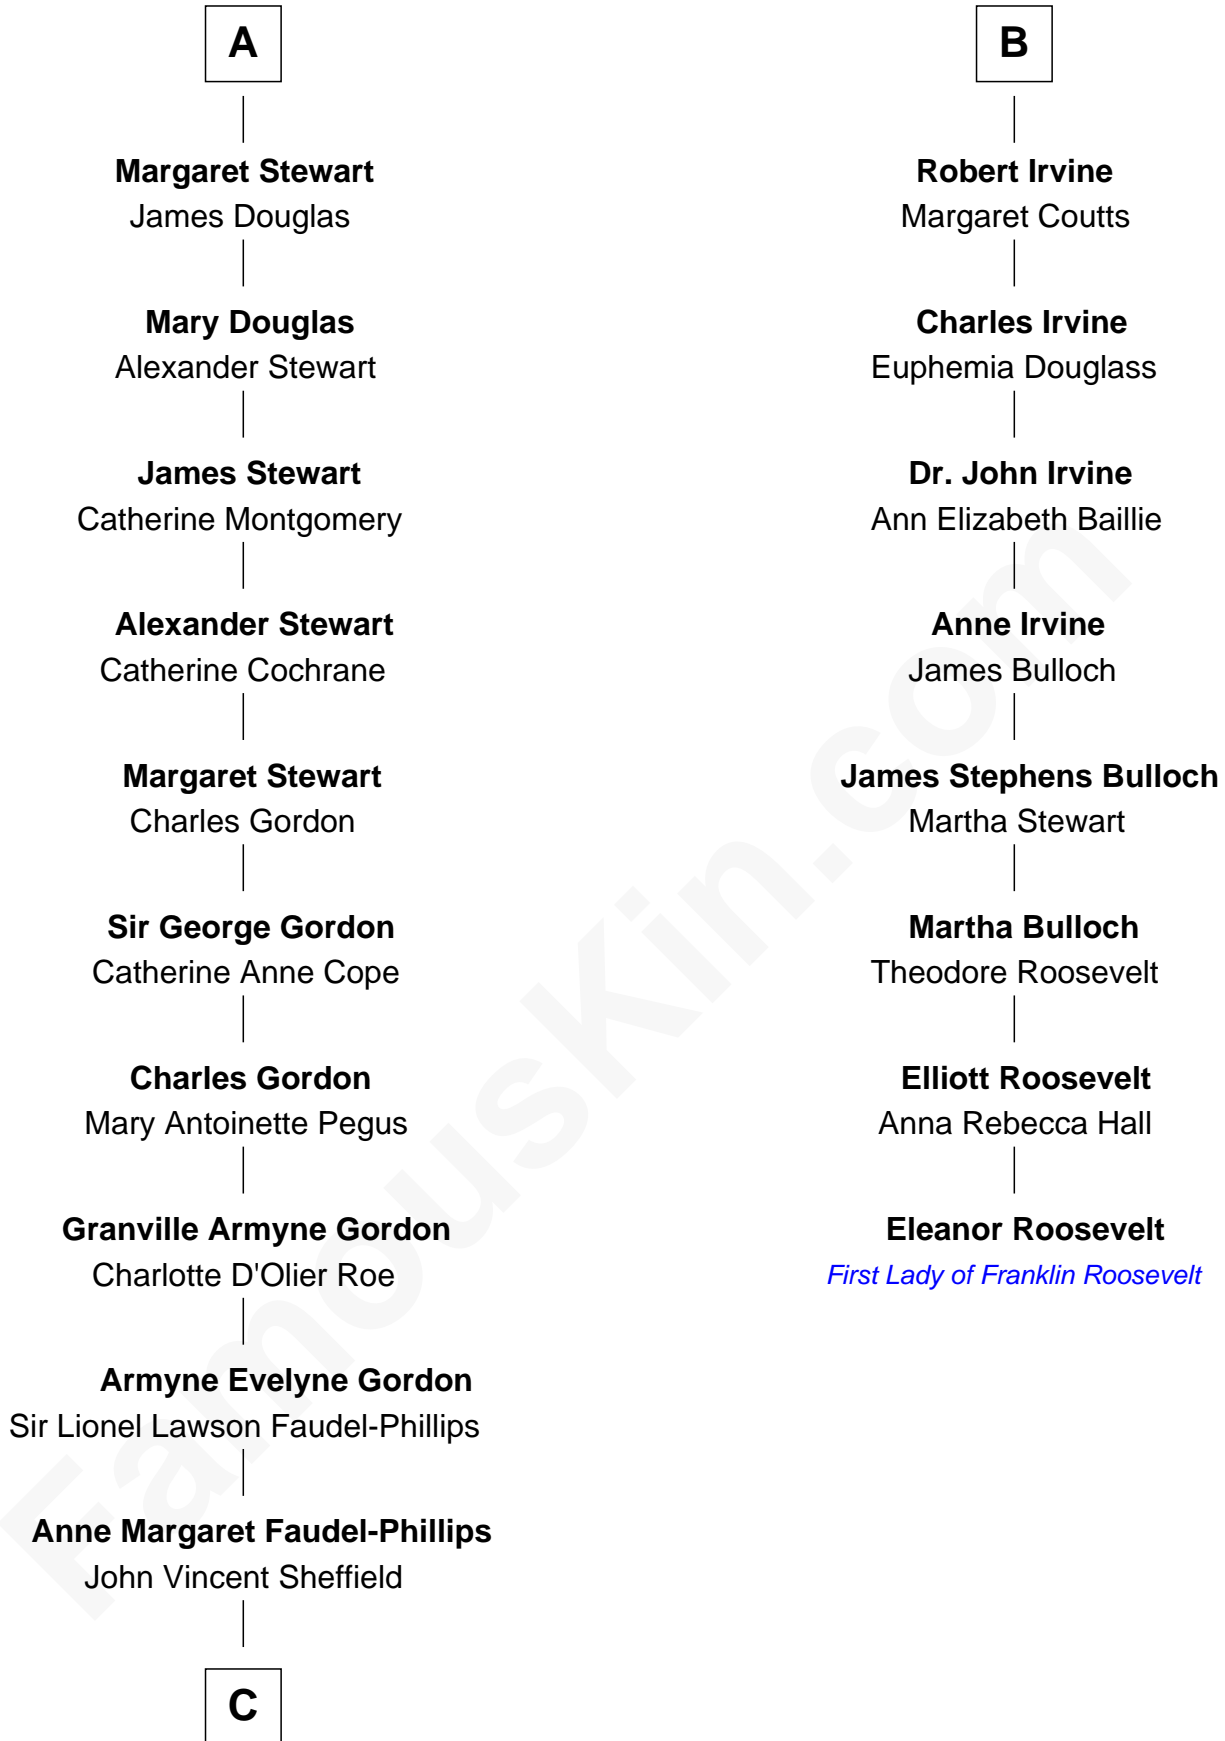 A
Margaret Stewart
James Douglas
Mary Douglas
Alexander Stewart
James Stewart
Catherine Montgomery
Alexander Stewart
Catherine Cochrane
Margaret Stewart
Charles Gordon
Sir George Gordon
Catherine Anne Cope
Charles Gordon
Mary Antoinette Pegus
Granville Armyne Gordon
Charlotte D'Olier Roe
Armyne Evelyne Gordon
Sir Lionel Lawson Faudel-Phillips
Anne Margaret Faudel-Phillips
John Vincent Sheffield
C
B
Robert Irvine
Margaret Coutts
Charles Irvine
Euphemia Douglass
Dr. John Irvine
Ann Elizabeth Baillie
Anne Irvine
James Bulloch
James Stephens Bulloch
Martha Stewart
Martha Bulloch
Theodore Roosevelt
Elliott Roosevelt
Anna Rebecca Hall
Eleanor Roosevelt
First Lady of Franklin Roosevelt
FamousKin.com